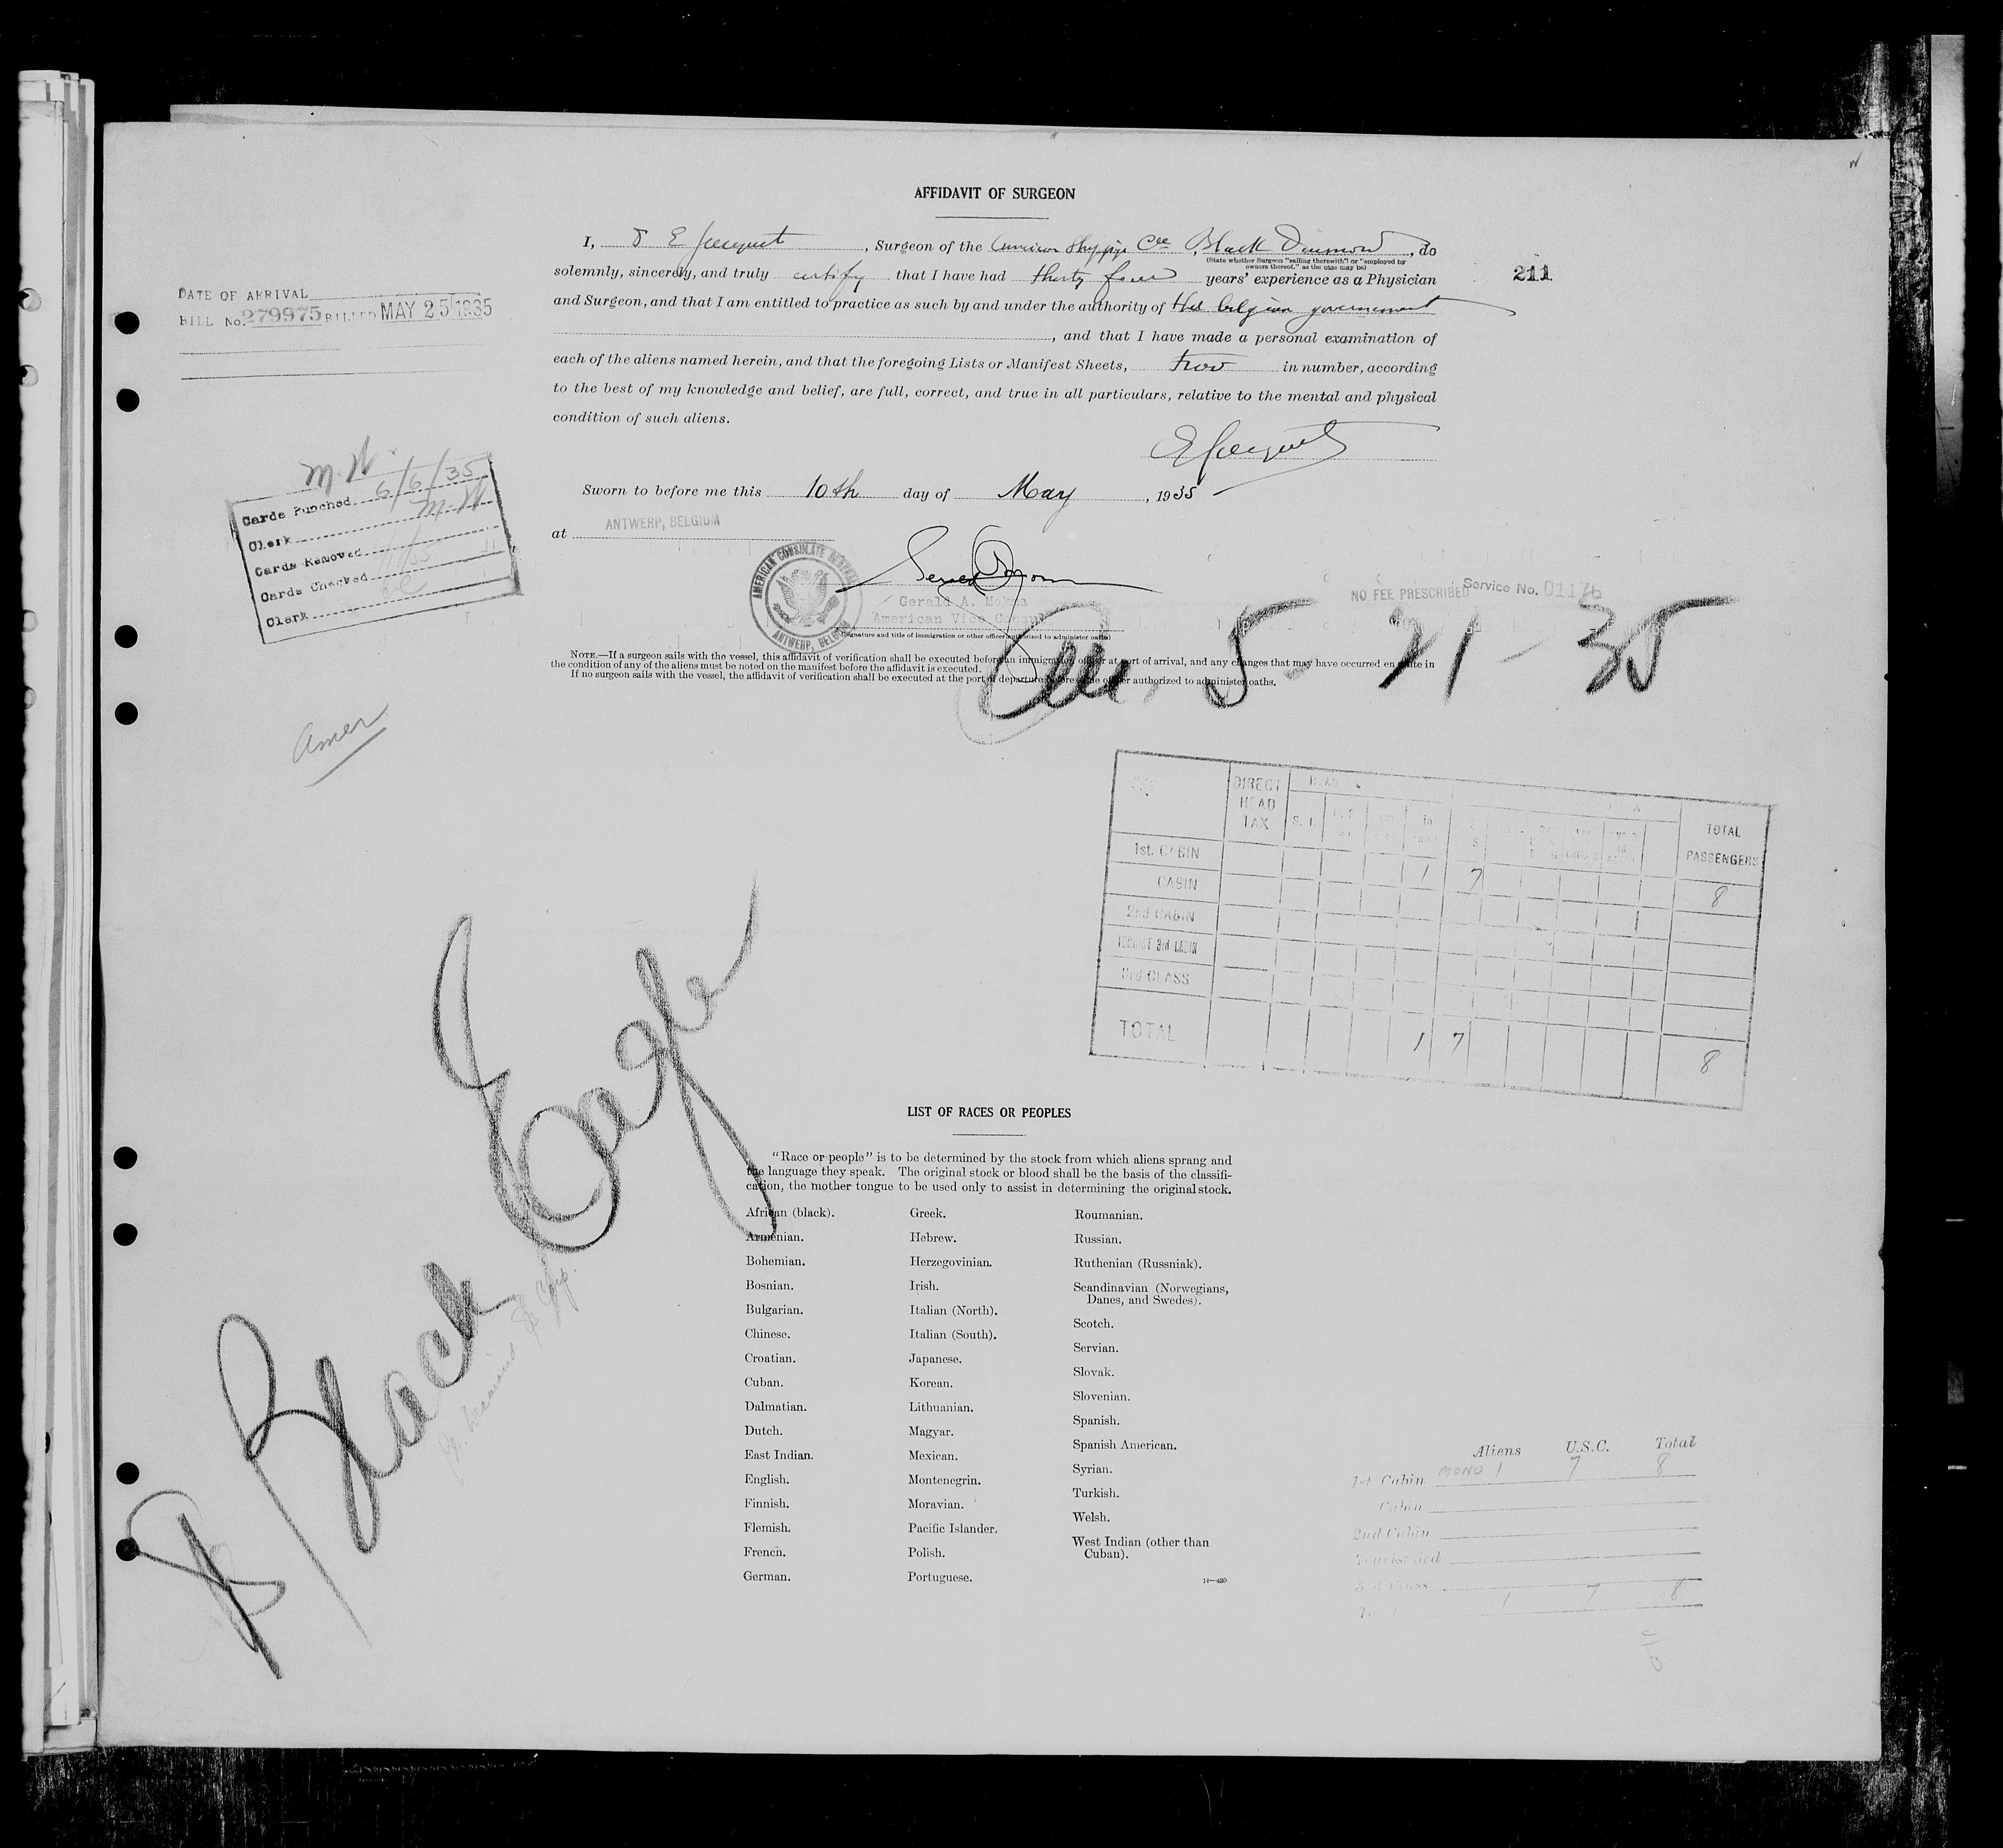 AFFIDAVIT OF SURGEON
I, E Jacquet, Surgeon of the American Shipping Cie, Black Diamond, do
(State whether Surgeon "sailing therewith" or "employed by
owners thereof," as the case may be)
solemnly, sincerely, and truly certify that I have had thirty four years' experience as a Physician
211
and Surgeon, and that I am entitled to practice as such by and under the authority of the belgian government
, and that I have made a personal examination of
each of the aliens named herein, and that the foregoing Lists or Manifest Sheets, two in number, according
to the best of my knowledge and belief, are full, correct, and true in all particulars, relative to the mental and physical
condition of such aliens.
E Jacquet
Sworn to before me this 10th day of May, 1935
at ANTWERP, BELGIUM
AMERICAN CONSULATE GENERAL
ANTWERP, BELGIUM
Gerald A. Mokma
American Vice Consul
(Signature and title of immigration or other officer authorized to administer oaths)
NO FEE PRESCRIBED
Service No. 01176
NOTE.—If a surgeon sails with the vessel, this affidavit of verification shall be executed before an immigration officer at port of arrival, and any changes that may have occurred en route in
the condition of any of the aliens must be noted on the manifest before the affidavit is executed.
If no surgeon sails with the vessel, the affidavit of verification shall be executed at the port of departure before some officer authorized to administer oaths.
5-21-35
DATE OF ARRIVAL
BILL No. 279975 BILLED MAY 25 1935
M.W.
Cards Punched 6/6/35
Clerk M.W
Cards Removed
Cards Checked
Clerk
Amer
DIRECT HEAD TAX
S. L
TOTAL PASSENGERS
1st. CABIN 1 7 8
CABIN
2nd CABIN
TOURIST 3rd CABIN
3rd CLASS
TOTAL 1 7 8
Black Eagle
LIST OF RACES OR PEOPLES
"Race or people" is to be determined by the stock from which aliens sprang and
the language they speak. The original stock or blood shall be the basis of the classifi-
cation, the mother tongue to be used only to assist in determining the original stock.
African (black).
Armenian.
Bohemian.
Bosnian.
Bulgarian.
Chinese.
Croatian.
Cuban.
Dalmatian.
Dutch.
East Indian.
English.
Finnish.
Flemish.
French.
German.
Greek.
Hebrew.
Herzegovinian.
Irish.
Italian (North).
Italian (South).
Japanese.
Korean.
Lithuanian.
Magyar.
Mexican.
Montenegrin.
Moravian.
Pacific Islander.
Polish.
Portuguese.
Roumanian.
Russian.
Ruthenian (Russniak).
Scandinavian (Norwegians,
Danes, and Swedes).
Scotch.
Servian.
Slovak.
Slovenian.
Spanish.
Spanish American.
Syrian.
Turkish.
Welsh.
West Indian (other than
Cuban).
Aliens U.S.C. Total
1st Cabin MONO 1 7 8
Cabin
2nd Cabin
Tourist 3rd
3rd Class
Total 1 7 8